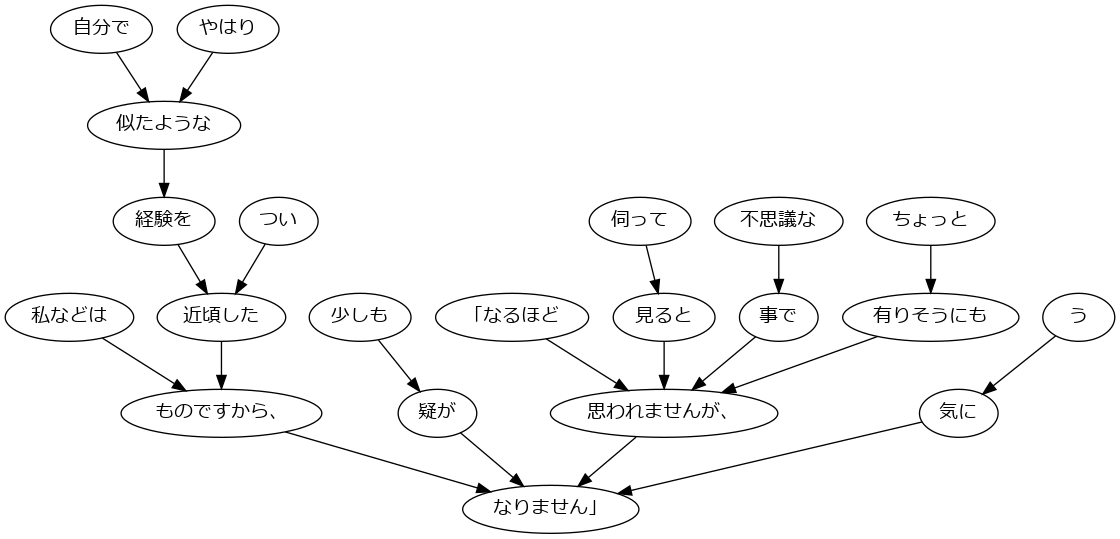 自分で
やはり
似たような
経験を
つい
伺って
不思議な
ちょっと
私などは
近頃した
少しも
「なるほど
見ると
事で
有りそうにも
う
ものですから、
疑が
思われませんが、
気に
なりません」